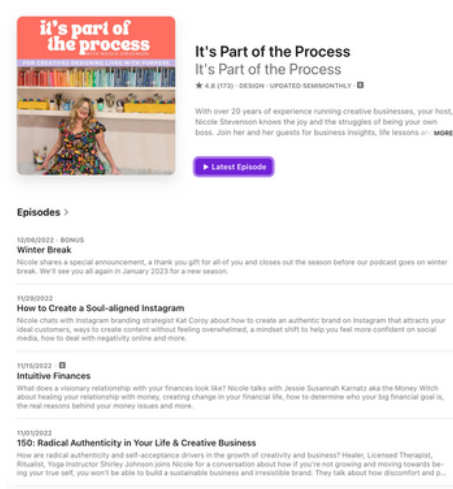 it's part of
the process
WITH NICOLE STEVENSON
FOR CREATIVES DESIGNING LIVES WITH PURPOSE
It's Part of the Process
It's Part of the Process
★ 4.8 (173) · DESIGN · UPDATED SEMIMONTHLY · E
With over 20 years of experience running creative businesses, your host,
Nicole Stevenson knows the joy and the struggles of being your own
boss. Join her and her guests for business insights, life lessons an MORE
▶ Latest Episode
Episodes >
12/06/2022 · BONUS
Winter Break
Nicole shares a special announcement, a thank you gift for all of you and closes out the season before our podcast goes on winter
break. We'll see you all again in January 2023 for a new season.
11/29/2022
How to Create a Soul-aligned Instagram
Nicole chats with Instagram branding strategist Kat Coroy about how to create an authentic brand on Instagram that attracts your
ideal customers, ways to create content without feeling overwhelmed, a mindset shift to help you feel more confident on social
media, how to deal with negativity online and more.
11/15/2022 · E
Intuitive Finances
What does a visionary relationship with your finances look like? Nicole talks with Jessie Susannah Karnatz aka the Money Witch
about healing your relationship with money, creating change in your financial life, how to determine who your big financial goal is,
the real reasons behind your money issues and more.
11/01/2022
150: Radical Authenticity in Your Life & Creative Business
How are radical authenticity and self-acceptance drivers in the growth of creativity and business? Healer, Licensed Therapist,
Ritualist, Yoga Instructor Shirley Johnson joins Nicole for a conversation about how if you're not growing and moving towards be-
ing your true self, you won't be able to build a sustainable business and irresistible brand. They talk about how discomfort and p...